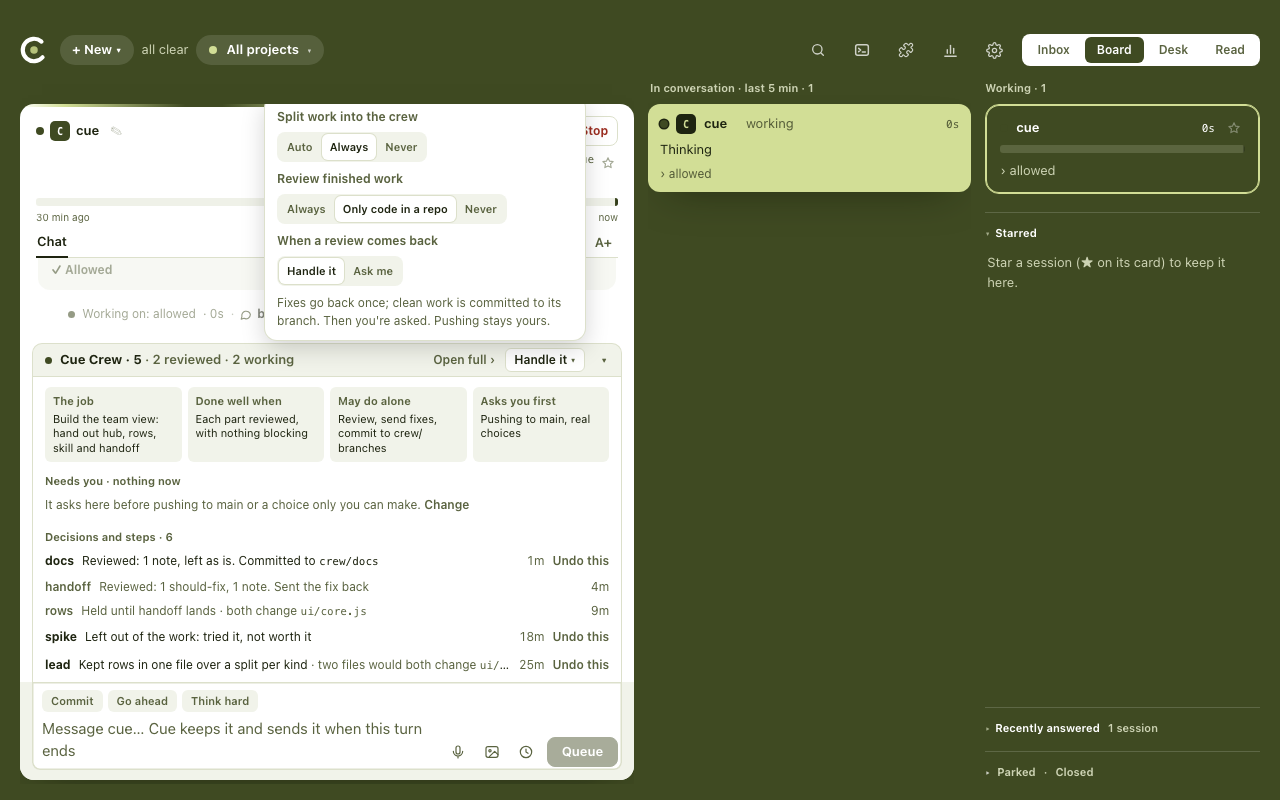 + New ▾
all clear
All projects ▾
Inbox
Board
Desk
Read
In conversation · last 5 min · 1
Working · 1
C cue
Stop
30 min ago
now
Chat
A+
✓ Allowed
Working on: allowed · 0s ·
Split work into the crew
Auto Always Never
Review finished work
Always Only code in a repo Never
When a review comes back
Handle it Ask me
Fixes go back once; clean work is committed to its
branch. Then you're asked. Pushing stays yours.
Cue Crew · 5 · 2 reviewed · 2 working
Open full ›
Handle it ▾
The job
Build the team view:
hand out hub, rows,
skill and handoff
Done well when
Each part reviewed,
with nothing blocking
May do alone
Review, send fixes,
commit to crew/
branches
Asks you first
Pushing to main, real
choices
Needs you · nothing now
It asks here before pushing to main or a choice only you can make. Change
Decisions and steps · 6
docs Reviewed: 1 note, left as is. Committed to crew/docs 1m Undo this
handoff Reviewed: 1 should-fix, 1 note. Sent the fix back 4m
rows Held until handoff lands · both change ui/core.js 9m
spike Left out of the work: tried it, not worth it 18m Undo this
lead Kept rows in one file over a split per kind · two files would both change ui/… 25m Undo this
Commit
Go ahead
Think hard
Message cue… Cue keeps it and sends it when this turn
ends
Queue
C cue working 0s
Thinking
› allowed
cue 0s
› allowed
Starred
Star a session (★ on its card) to keep it
here.
Recently answered 1 session
Parked · Closed